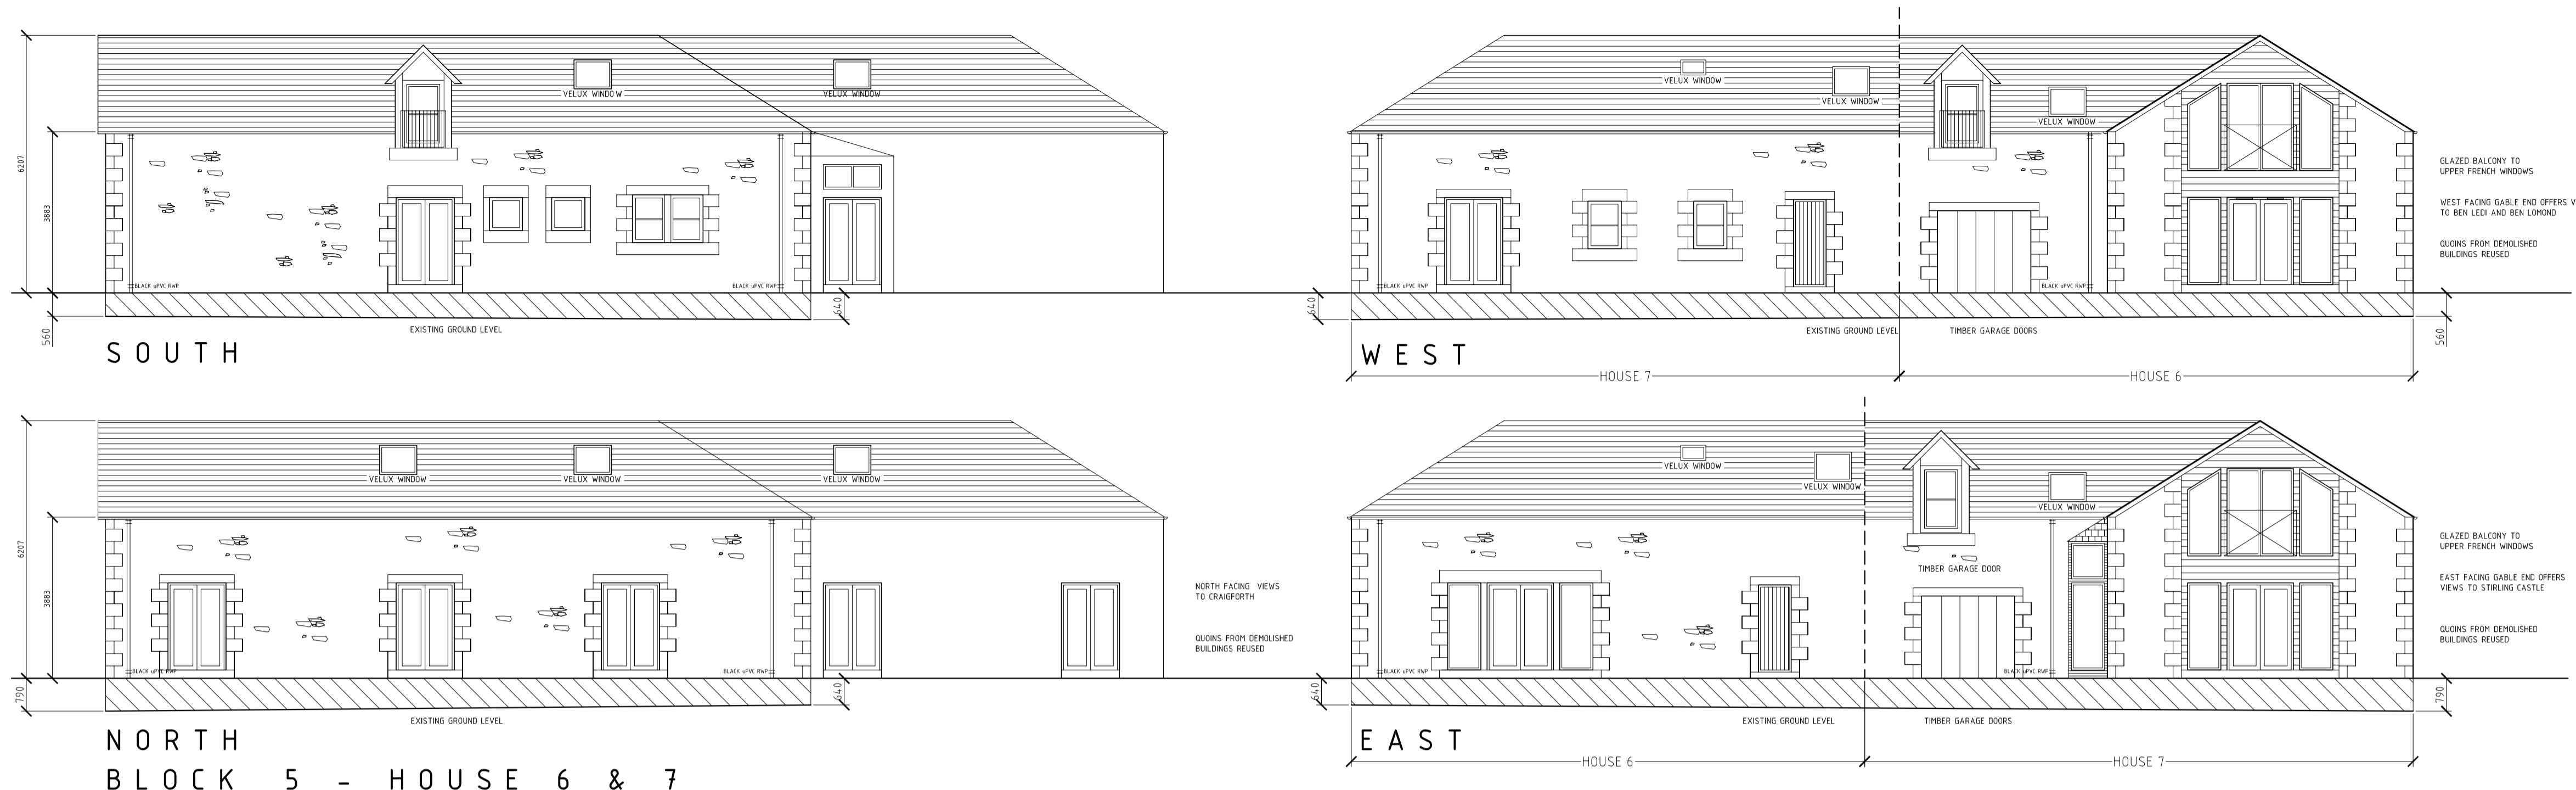 6207
3883
560
640
VELUX WINDOW
VELUX WINDOW
BLACK uPVC RWP
BLACK uPVC RWP
EXISTING GROUND LEVEL
SOUTH
640
VELUX WINDOW
VELUX WINDOW
VELUX WINDOW
BLACK uPVC RWP
BLACK uPVC RWP
EXISTING GROUND LEVEL
TIMBER GARAGE DOORS
WEST
HOUSE 7
HOUSE 6
560
GLAZED BALCONY TO
UPPER FRENCH WINDOWS
WEST FACING GABLE END OFFERS V
TO BEN LEDI AND BEN LOMOND
QUOINS FROM DEMOLISHED
BUILDINGS REUSED
6207
3883
790
640
VELUX WINDOW
VELUX WINDOW
VELUX WINDOW
BLACK uPVC RWP
BLACK uPVC RWP
NORTH FACING VIEWS
TO CRAIGFORTH
QUOINS FROM DEMOLISHED
BUILDINGS REUSED
EXISTING GROUND LEVEL
NORTH
BLOCK 5 - HOUSE 6 & 7
640
VELUX WINDOW
VELUX WINDOW
VELUX WINDOW
TIMBER GARAGE DOOR
BLACK uPVC RWP
BLACK uPVC RWP
EXISTING GROUND LEVEL
TIMBER GARAGE DOORS
EAST
HOUSE 6
HOUSE 7
790
GLAZED BALCONY TO
UPPER FRENCH WINDOWS
EAST FACING GABLE END OFFERS
VIEWS TO STIRLING CASTLE
QUOINS FROM DEMOLISHED
BUILDINGS REUSED